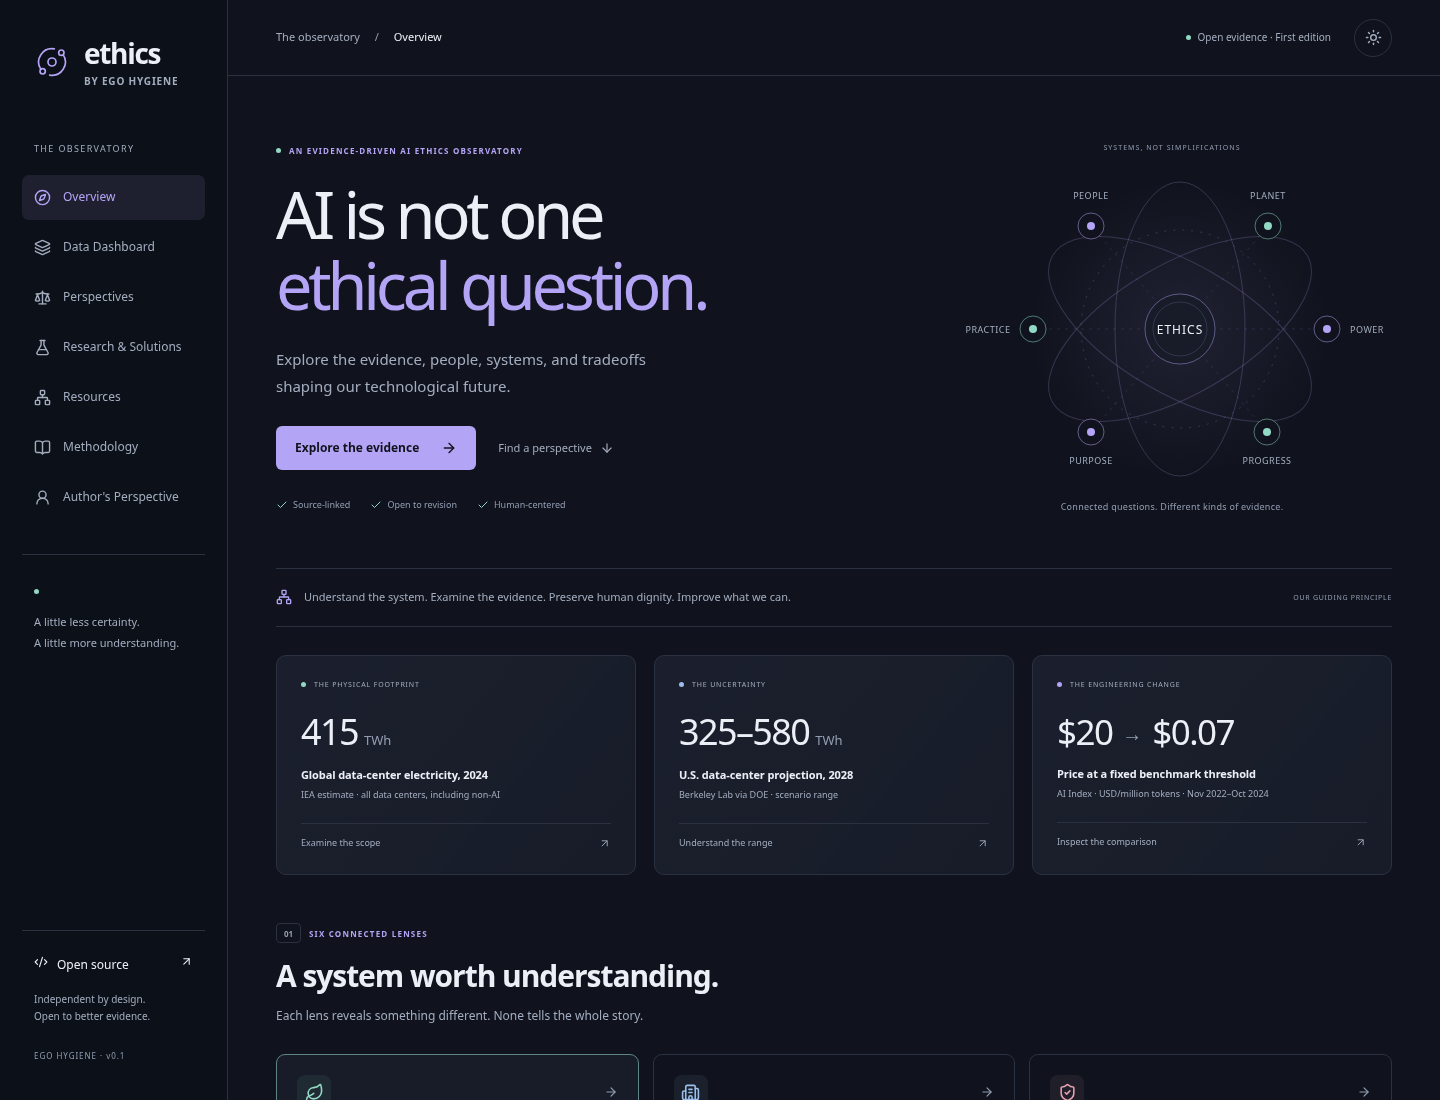 ethics
BY EGO HYGIENE
THE OBSERVATORY
Overview
Data Dashboard
Perspectives
Research & Solutions
Resources
Methodology
Author's Perspective
A little less certainty.
A little more understanding.
Open source
Independent by design.
Open to better evidence.
EGO HYGIENE · v0.1
The observatory / Overview
Open evidence · First edition
AN EVIDENCE-DRIVEN AI ETHICS OBSERVATORY
AI is not one
ethical question.
Explore the evidence, people, systems, and tradeoffs
shaping our technological future.
Explore the evidence →
Find a perspective ↓
Source-linked
Open to revision
Human-centered
SYSTEMS, NOT SIMPLIFICATIONS
PEOPLE
PLANET
PRACTICE
ETHICS
POWER
PURPOSE
PROGRESS
Connected questions. Different kinds of evidence.
Understand the system. Examine the evidence. Preserve human dignity. Improve what we can.
OUR GUIDING PRINCIPLE
THE PHYSICAL FOOTPRINT
415 TWh
Global data-center electricity, 2024
IEA estimate · all data centers, including non-AI
Examine the scope
THE UNCERTAINTY
325–580 TWh
U.S. data-center projection, 2028
Berkeley Lab via DOE · scenario range
Understand the range
THE ENGINEERING CHANGE
$20 → $0.07
Price at a fixed benchmark threshold
AI Index · USD/million tokens · Nov 2022–Oct 2024
Inspect the comparison
01 SIX CONNECTED LENSES
A system worth understanding.
Each lens reveals something different. None tells the whole story.